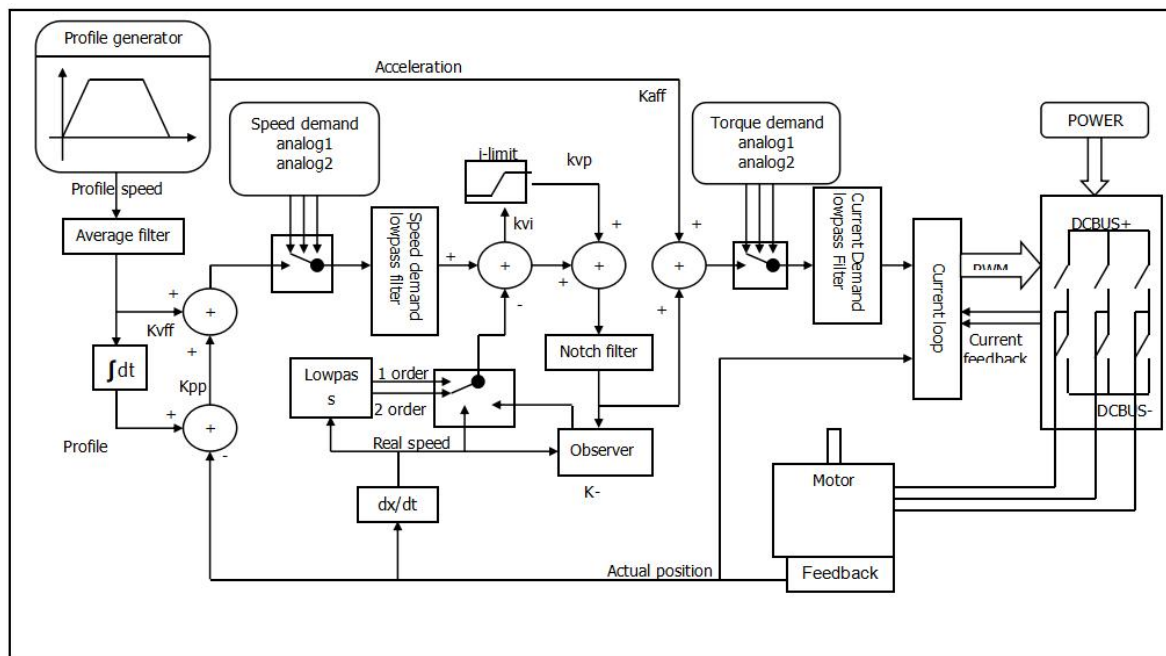 Profile generator
Acceleration
Kaff
Speed demand
analog1
analog2
Torque demand
analog1
analog2
POWER
i-limit
kvp
Profile speed
Average filter
kvi
Speed demand
lowpass filter
Current Demand
lowpass Filter
Current loop
PWM
DCBUS+
+
+
+
+
+
+
+
+
+
-
+
+
Kvff
+
Current
feedback
∫dt
Kpp
Notch filter
Lowpas
s
1 order
2 order
+
+
-
Profile
Real speed
Observer
K-
DCBUS-
dx/dt
Motor
Actual position
Feedback